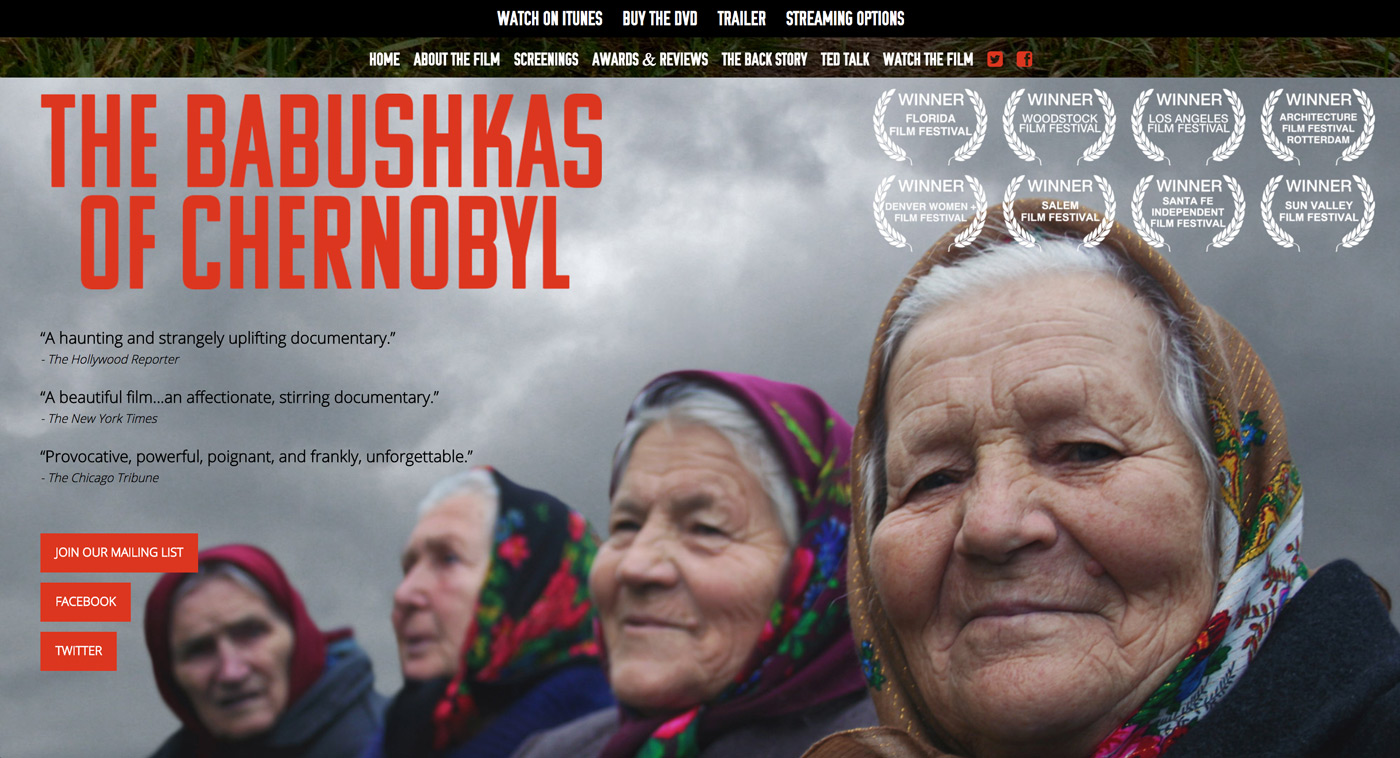 WATCH ON ITUNES BUY THE DVD TRAILER STREAMING OPTIONS
HOME ABOUT THE FILM SCREENINGS AWARDS & REVIEWS THE BACK STORY TED TALK WATCH THE FILM
THE BABUSHKAS
OF CHERNOBYL
WINNER
FLORIDA
FILM FESTIVAL
WINNER
WOODSTOCK
FILM FESTIVAL
WINNER
LOS ANGELES
FILM FESTIVAL
WINNER
ARCHITECTURE
FILM FESTIVAL
ROTTERDAM
WINNER
DENVER WOMEN +
FILM FESTIVAL
WINNER
SALEM
FILM FESTIVAL
WINNER
SANTA FE
INDEPENDENT
FILM FESTIVAL
WINNER
SUN VALLEY
FILM FESTIVAL
“A haunting and strangely uplifting documentary.”
- The Hollywood Reporter
“A beautiful film...an affectionate, stirring documentary.”
- The New York Times
“Provocative, powerful, poignant, and frankly, unforgettable.”
- The Chicago Tribune
JOIN OUR MAILING LIST
FACEBOOK
TWITTER